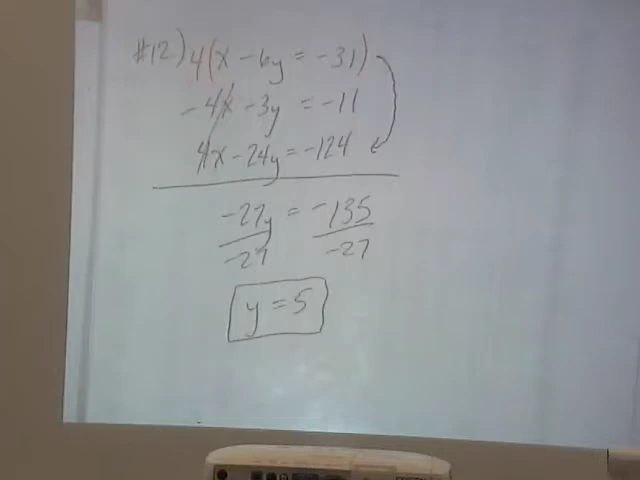 #12) 4(x - 6y = -31)
-4x - 3y = -11
4x - 24y = -124
-27y = -135
-27 -27
y = 5